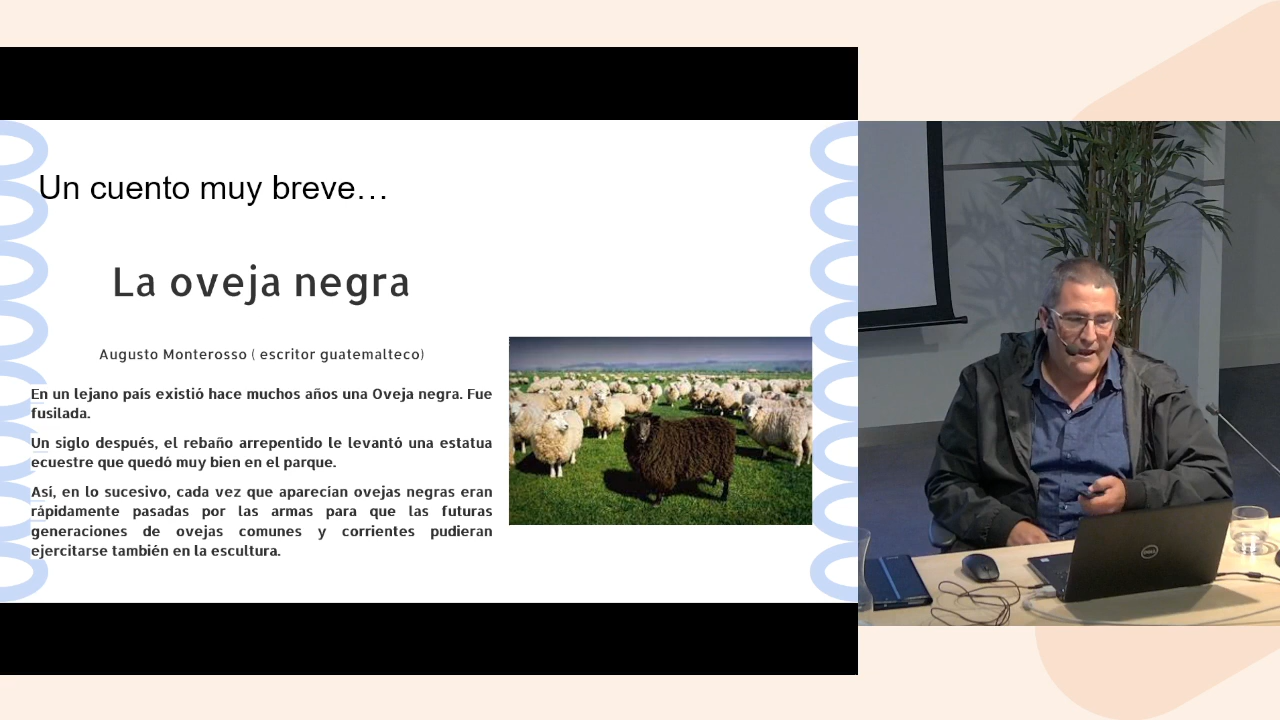 Un cuento muy breve…
La oveja negra
Augusto Monterosso ( escritor guatemalteco)
En un lejano país existió hace muchos años una Oveja negra. Fue
fusilada.
Un siglo después, el rebaño arrepentido le levantó una estatua
ecuestre que quedó muy bien en el parque.
Así, en lo sucesivo, cada vez que aparecían ovejas negras eran
rápidamente pasadas por las armas para que las futuras
generaciones de ovejas comunes y corrientes pudieran
ejercitarse también en la escultura.
DELL